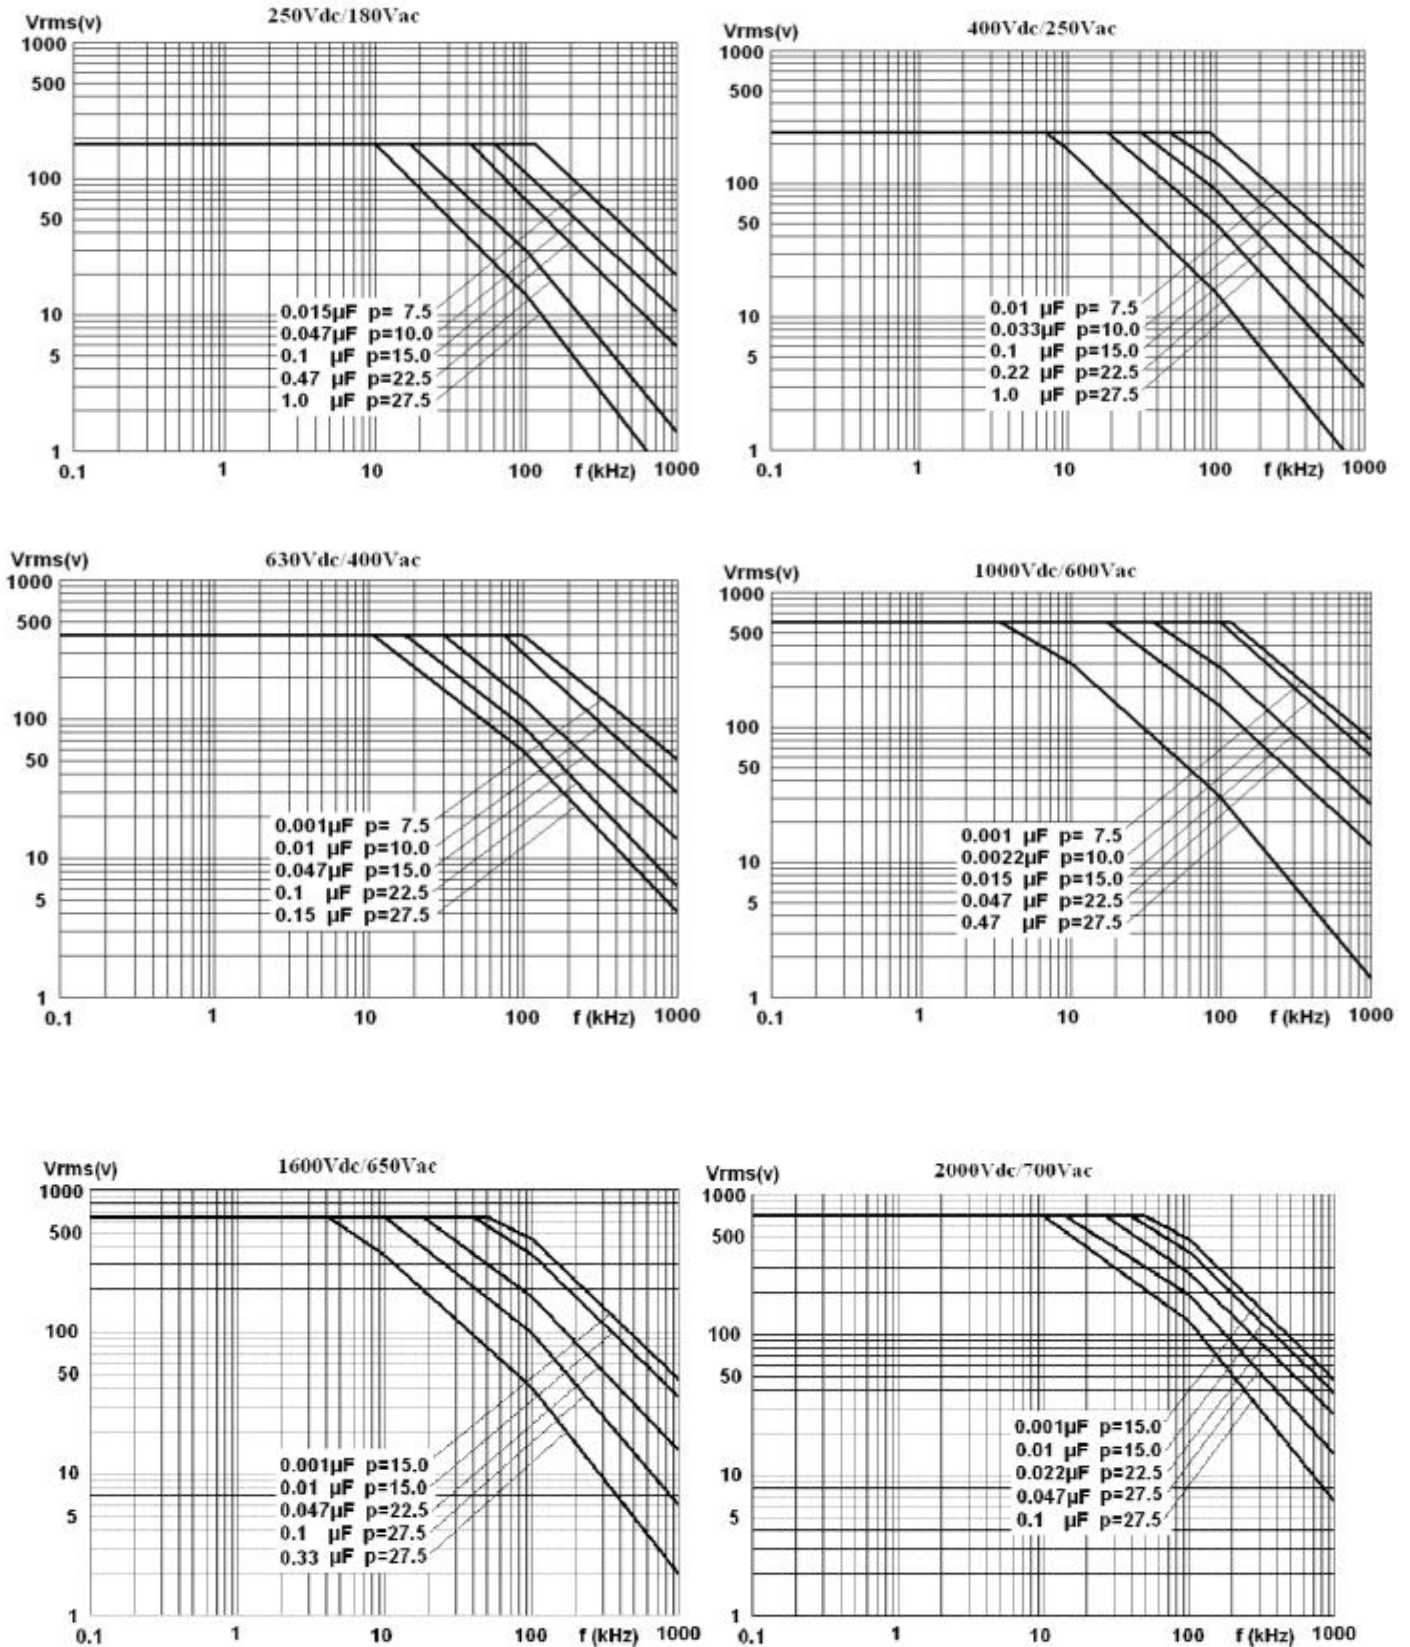 250Vdc/180Vac
Vrms(v)
1000
500
100
50
10
5
1
0.015µF p= 7.5
0.047µF p=10.0
0.1 µF p=15.0
0.47 µF p=22.5
1.0 µF p=27.5
0.1 1 10 100 f (kHz) 1000
400Vdc/250Vac
Vrms(v)
1000
500
100
50
10
5
1
0.01 µF p= 7.5
0.033µF p=10.0
0.1 µF p=15.0
0.22 µF p=22.5
1.0 µF p=27.5
0.1 1 10 100 f (kHz) 1000
630Vdc/400Vac
Vrms(v)
1000
500
100
50
10
5
1
0.001µF p= 7.5
0.01 µF p=10.0
0.047µF p=15.0
0.1 µF p=22.5
0.15 µF p=27.5
0.1 1 10 100 f (kHz) 1000
1000Vdc/600Vac
Vrms(v)
1000
500
100
50
10
5
1
0.001 µF p= 7.5
0.0022µF p=10.0
0.015 µF p=15.0
0.047 µF p=22.5
0.47 µF p=27.5
0.1 1 10 100 f (kHz) 1000
1600Vdc/650Vac
Vrms(v)
1000
500
100
50
10
5
1
0.001µF p=15.0
0.01 µF p=15.0
0.047µF p=22.5
0.1 µF p=27.5
0.33 µF p=27.5
0.1 1 10 100 f (kHz) 1000
2000Vdc/700Vac
Vrms(v)
1000
500
100
50
10
5
1
0.001µF p=15.0
0.01 µF p=15.0
0.022µF p=22.5
0.047µF p=27.5
0.1 µF p=27.5
0.1 1 10 100 f (kHz) 1000